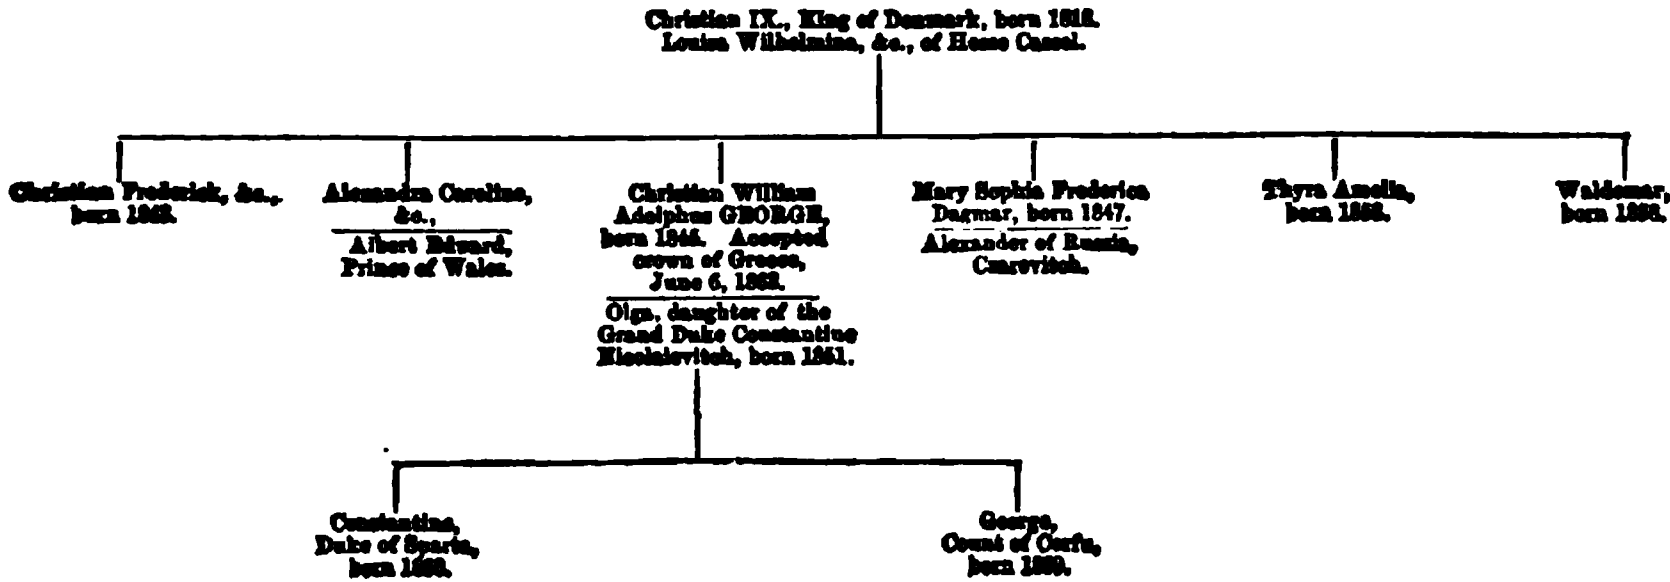 Christian IX., King of Denmark, born 1818.
Louisa Wilhelmina, &c., of Hesse Cassel.
Christian Frederick, &c.,
born
Alexandra Caroline,
&c.,
Albert Edward,
Prince of Wales.
Christian William
Adolphus GEORGE,
born 1845. Accepted
crown of Greece,
June 6, 1863.
Olga, daughter of the
Grand Duke Constantine
Nicolaievitch, born 1851.
Mary Sophia Frederica
Dagmar, born 1847.
Alexander of Russia,
Czarevitch.
Thyra Amelia,
born
Waldemar,
born 1858.
Constantine,
Duke of Sparta,
born 1868.
George,
Count of Corfu,
born 1869.